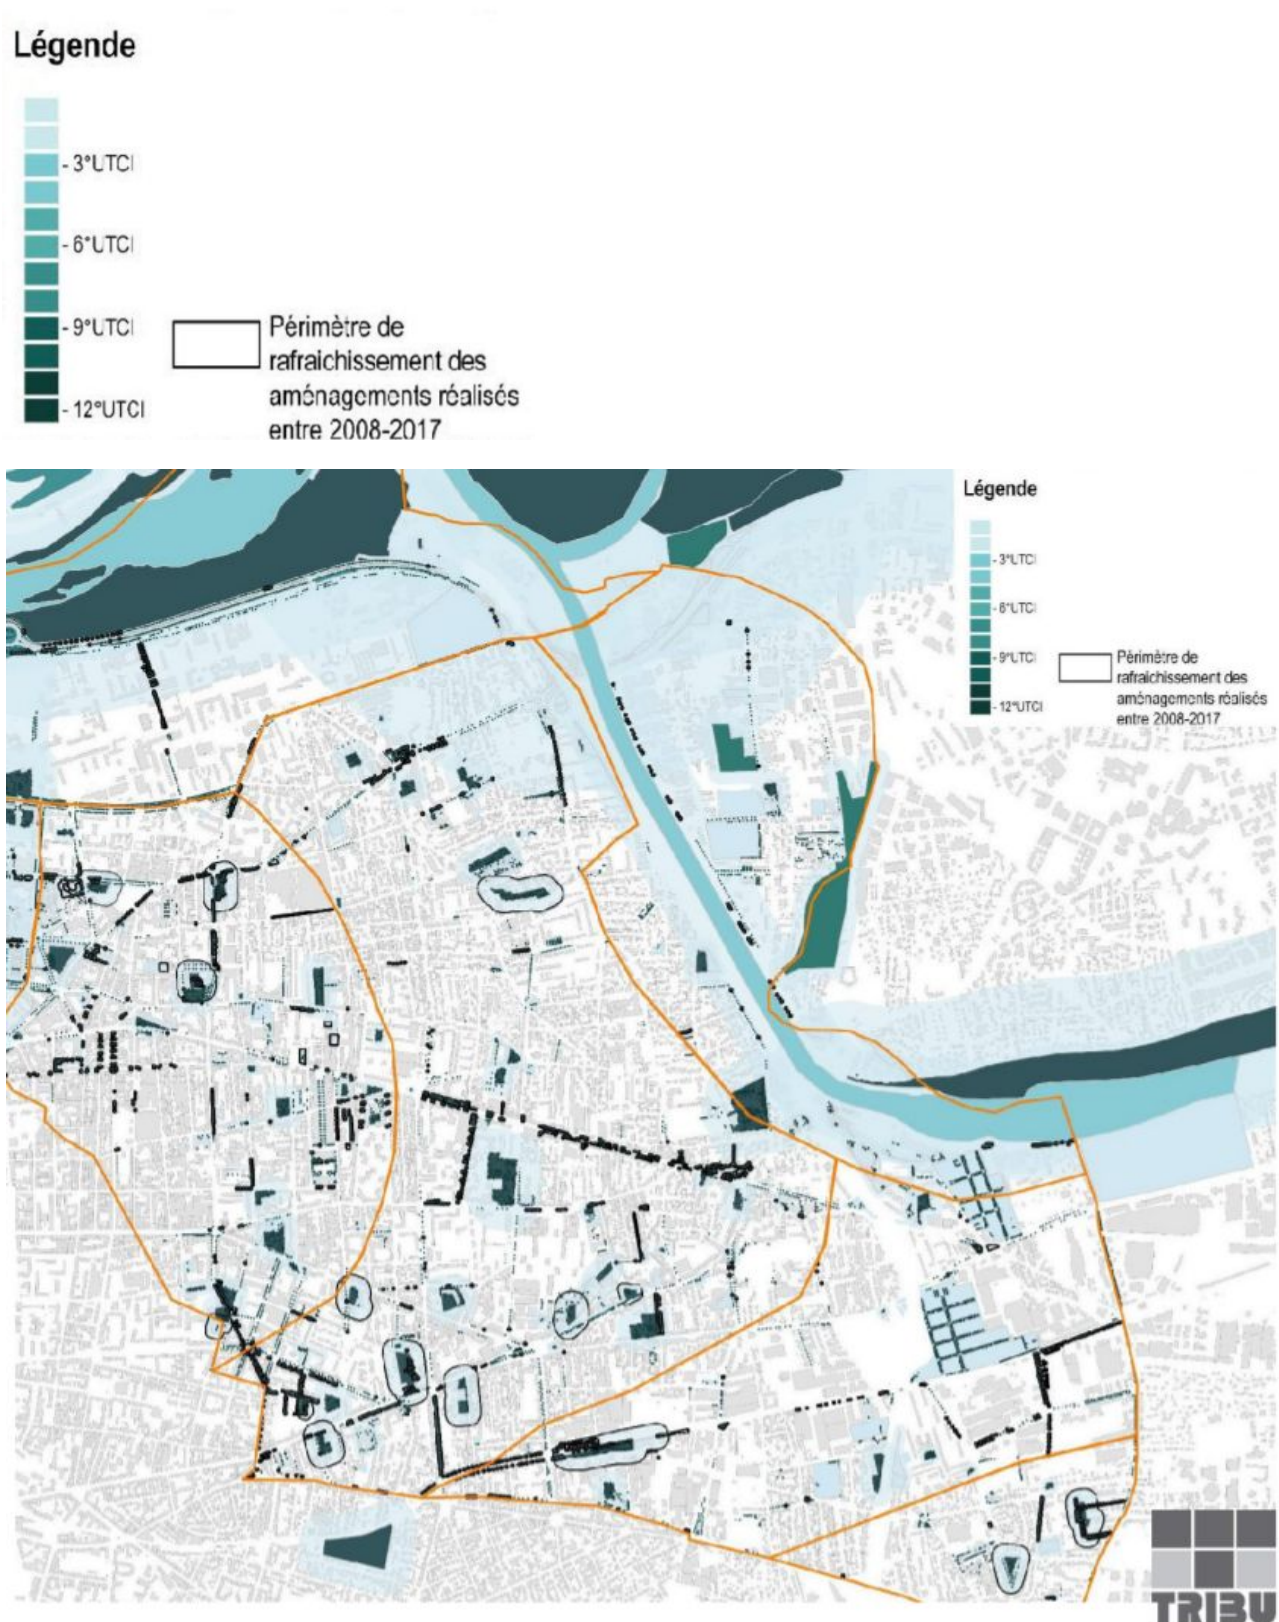 Légende
- 3°UTCI
- 6°UTCI
- 9°UTCI
- 12°UTCI
Périmètre de
rafraichissement des
aménagements réalisés
entre 2008-2017
Légende
- 3°UTCI
- 6°UTCI
- 9°UTCI
- 12°UTCI
Périmètre de
rafraichissement des
aménagements réalisés
entre 2008-2017
TRIBU